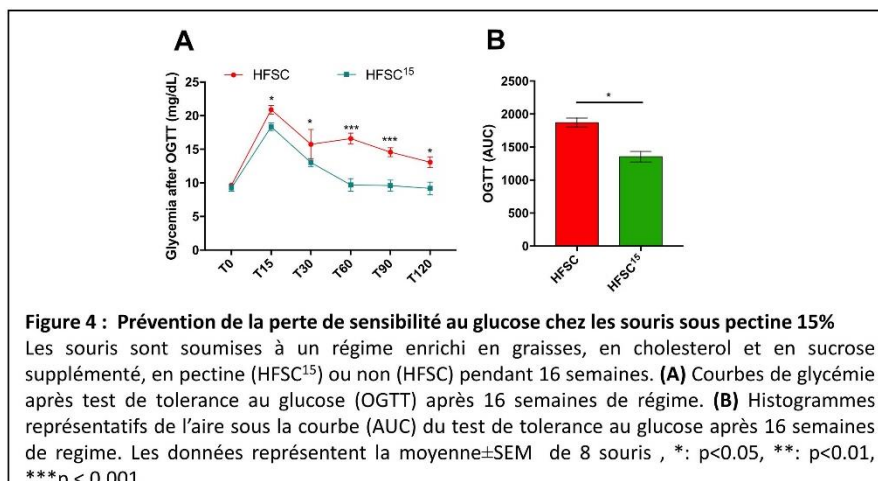 A
B
HFSC
HFSC¹⁵
Glycemia after OGTT (mg/dL)
25
20
15
10
5
0
*
*
***
***
*
T0
T15
T30
T60
T90
T120
OGTT (AUC)
2500
2000
1500
1000
500
0
*
HFSC
HFSC¹⁵
Figure 4 : Prévention de la perte de sensibilité au glucose chez les souris sous pectine 15%
Les souris sont soumises à un régime enrichi en graisses, en cholesterol et en sucrose
supplémenté, en pectine (HFSC¹⁵) ou non (HFSC) pendant 16 semaines. (A) Courbes de glycémie
après test de tolerance au glucose (OGTT) après 16 semaines de régime. (B) Histogrammes
représentatifs de l’aire sous la courbe (AUC) du test de tolerance au glucose après 16 semaines
de regime. Les données représentent la moyenne±SEM de 8 souris , *: p<0.05, **: p<0.01,
***p < 0.001